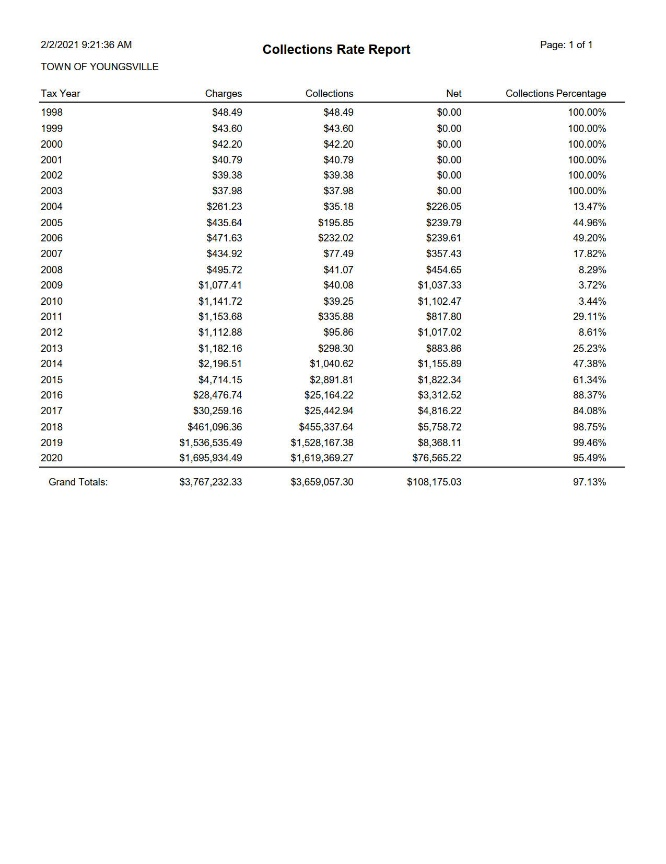 2/2/2021 9:21:36 AM Collections Rate Report Page: 1 of 1
TOWN OF YOUNGSVILLE
Tax Year Charges Collections Net Collections Percentage
1998 $48.49 $48.49 $0.00 100.00%
1999 $43.60 $43.60 $0.00 100.00%
2000 $42.20 $42.20 $0.00 100.00%
2001 $40.79 $40.79 $0.00 100.00%
2002 $39.38 $39.38 $0.00 100.00%
2003 $37.98 $37.98 $0.00 100.00%
2004 $261.23 $35.18 $226.05 13.47%
2005 $435.64 $195.85 $239.79 44.96%
2006 $471.63 $232.02 $239.61 49.20%
2007 $434.92 $77.49 $357.43 17.82%
2008 $495.72 $41.07 $454.65 8.29%
2009 $1,077.41 $40.08 $1,037.33 3.72%
2010 $1,141.72 $39.25 $1,102.47 3.44%
2011 $1,153.68 $335.88 $817.80 29.11%
2012 $1,112.88 $95.86 $1,017.02 8.61%
2013 $1,182.16 $298.30 $883.86 25.23%
2014 $2,196.51 $1,040.62 $1,155.89 47.38%
2015 $4,714.15 $2,891.81 $1,822.34 61.34%
2016 $28,476.74 $25,164.22 $3,312.52 88.37%
2017 $30,259.16 $25,442.94 $4,816.22 84.08%
2018 $461,096.36 $455,337.64 $5,758.72 98.75%
2019 $1,536,535.49 $1,528,167.38 $8,368.11 99.46%
2020 $1,695,934.49 $1,619,369.27 $76,565.22 95.49%
Grand Totals: $3,767,232.33 $3,659,057.30 $108,175.03 97.13%